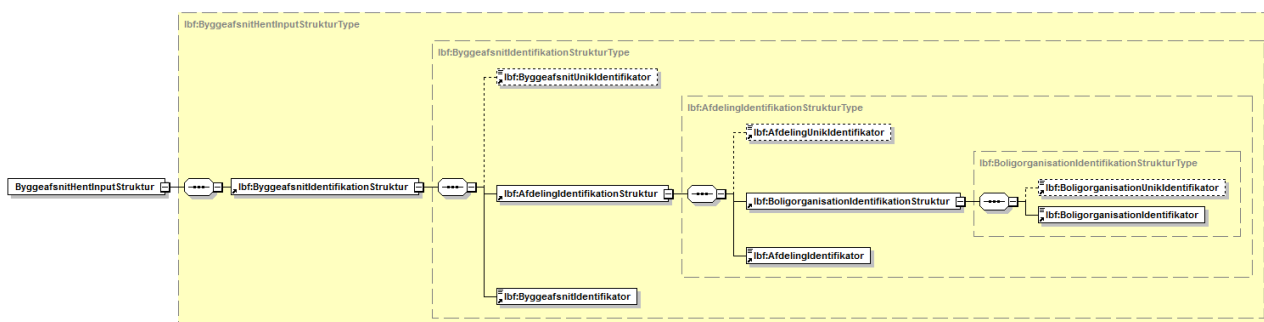 lbf:ByggeafsnitHentInputStrukturType
lbf:ByggeafsnitIdentifikationStrukturType
lbf:ByggeafsnitUnikIdentifikator
lbf:AfdelingIdentifikationStrukturType
lbf:AfdelingUnikIdentifikator
lbf:BoligorganisationIdentifikationStrukturType
ByggeafsnitHentInputStruktur
lbf:ByggeafsnitIdentifikationStruktur
lbf:AfdelingIdentifikationStruktur
lbf:BoligorganisationIdentifikationStruktur
lbf:BoligorganisationUnikIdentifikator
lbf:BoligorganisationIdentifikator
lbf:AfdelingIdentifikator
lbf:ByggeafsnitIdentifikator